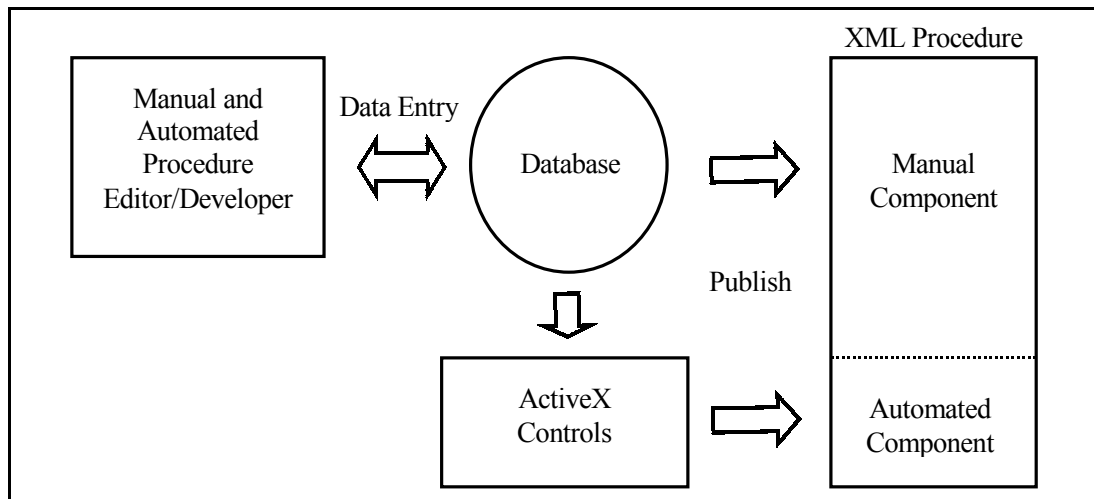 XML Procedure
Manual and
Automated
Procedure
Editor/Developer
Data Entry
Database
Manual
Component
Publish
ActiveX
Controls
Automated
Component